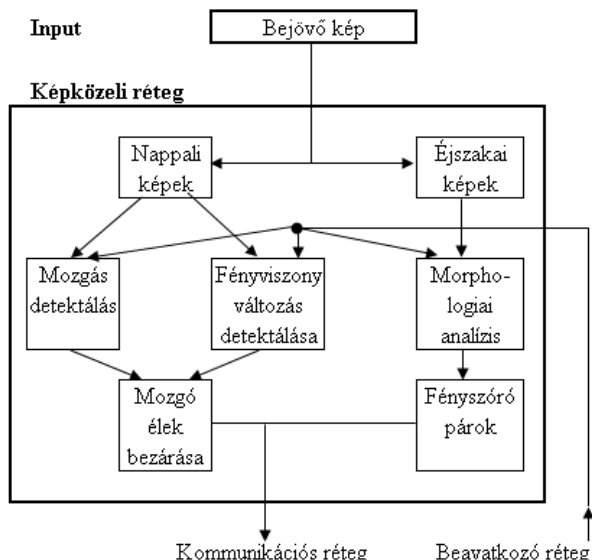 Input
Bejövő kép
Képközeli réteg
Nappali
képek
Éjszakai
képek
Mozgás
detektálás
Fényviszony
változás
detektálása
Morpho-
logiai
analízis
Mozgó
élek
bezárása
Fényszóró
párok
Kommunikációs réteg
Beavatkozó réteg